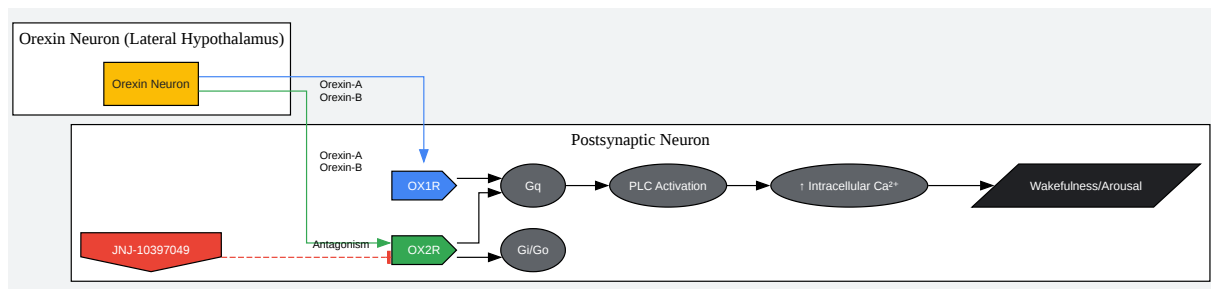 Orexin Neuron (Lateral Hypothalamus)
Orexin Neuron
Orexin-A
Orexin-B
Postsynaptic Neuron
Orexin-A
Orexin-B
OX1R
Gq
PLC Activation
↑ Intracellular Ca²⁺
Wakefulness/Arousal
JNJ-10397049
Antagonism
OX2R
Gi/Go